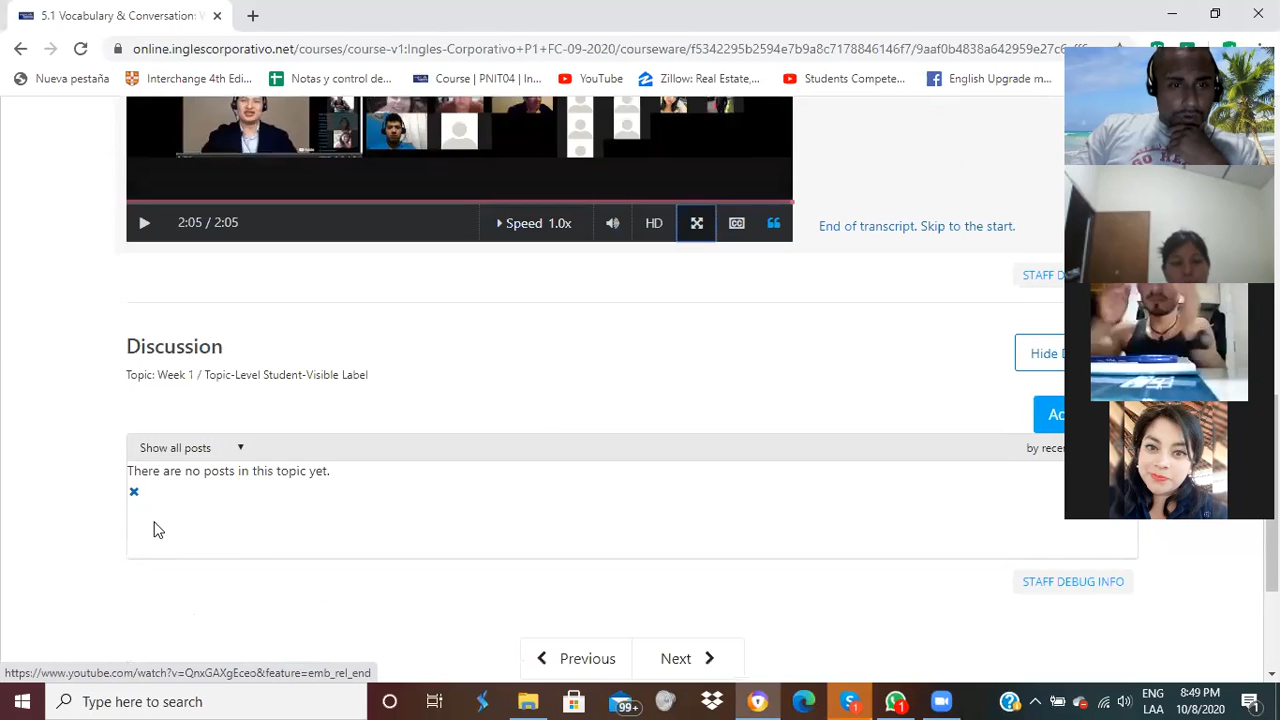 5.1 Vocabulary & Conversation:
online.inglescorporativo.net/courses/course-v1:Ingles-Corporativo+P1+FC-09-2020/courseware/f5342295b2594e7b9a8c7178846146f7/9aaf0b4838a642959e27c6
Nueva pestaña
Interchange 4th Edi...
Notas y control de...
Course | PNIT04 | In...
YouTube
Zillow: Real Estate,...
Students Compete...
English Upgrade m...
2:05 / 2:05
Speed 1.0x
HD
End of transcript. Skip to the start.
STAFF D
Discussion
Hide
Topic: Week 1 / Topic-Level Student-Visible Label
Show all posts
by recen
There are no posts in this topic yet.
STAFF DEBUG INFO
Previous
Next
https://www.youtube.com/watch?v=QnxGAXgEceo&feature=emb_rel_end
Type here to search
99+
1
1
ENG
LAA
8:49 PM
10/8/2020
1